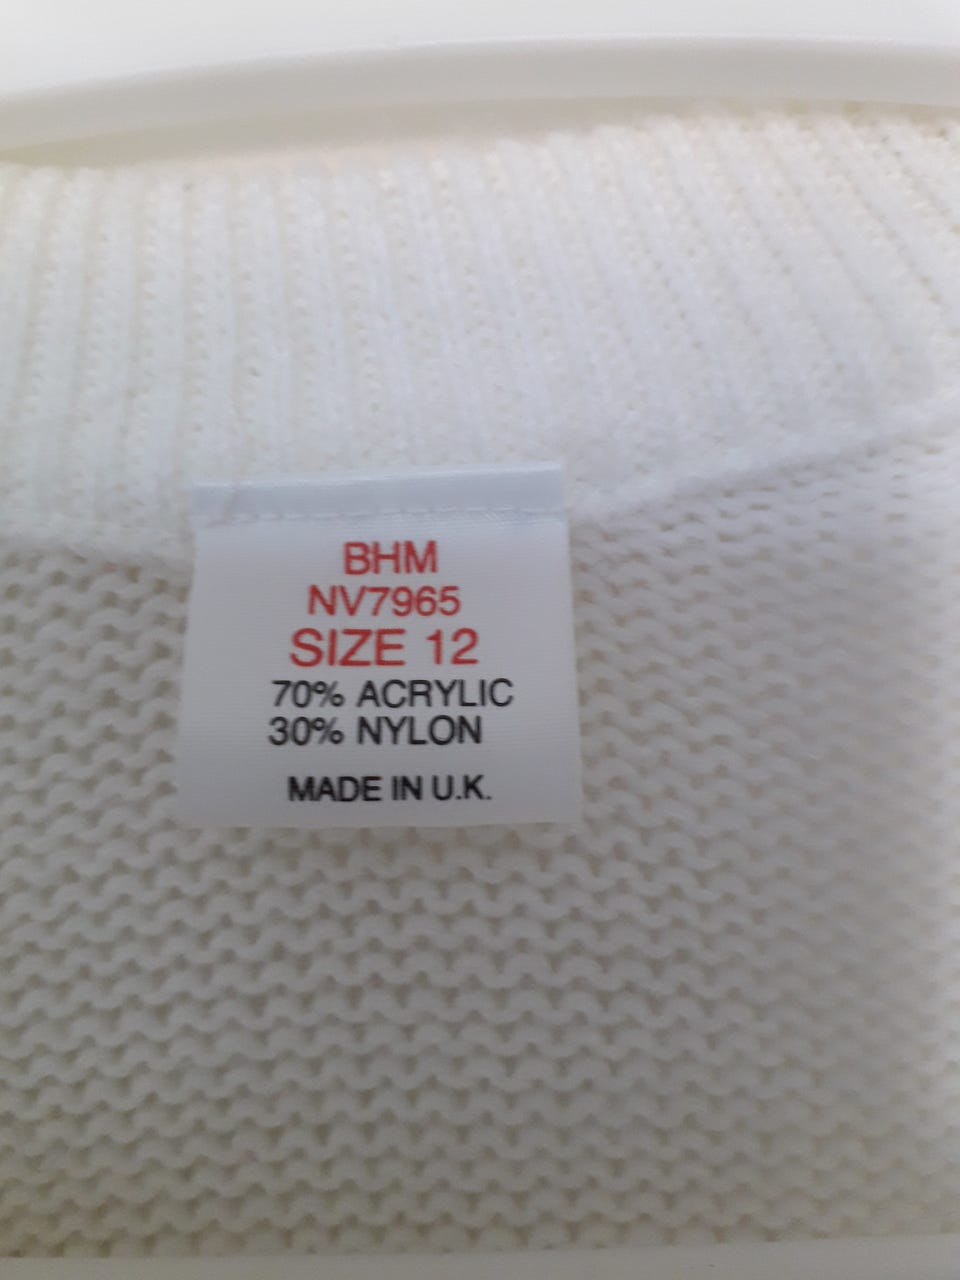 BHM
NV7965
SIZE 12
70% ACRYLIC
30% NYLON
MADE IN U.K.